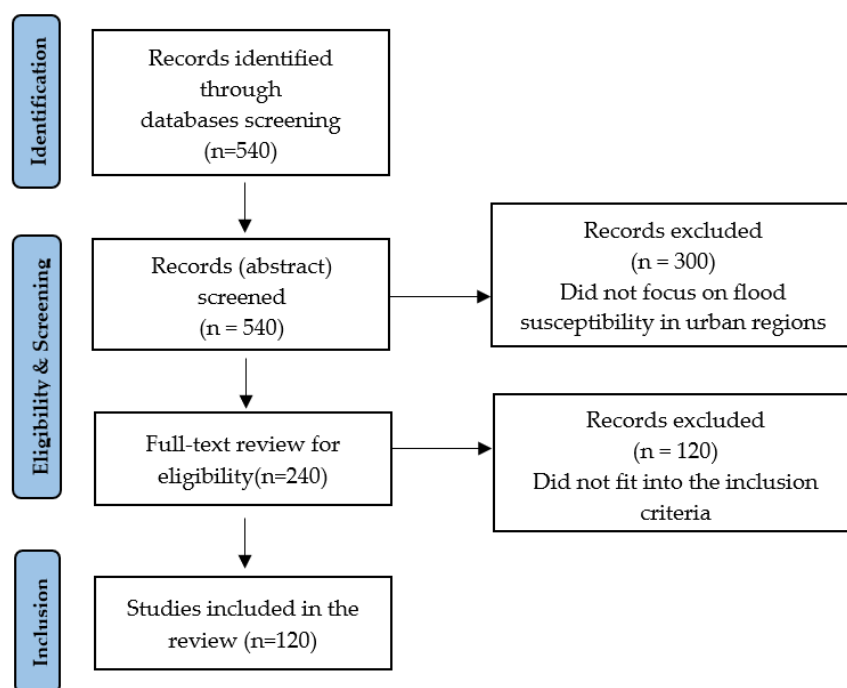 Identification
Records identified
through
databases screening
(n=540)
Eligibility & Screening
Records (abstract)
screened
(n = 540)
Records excluded
(n = 300)
Did not focus on flood
susceptibility in urban regions
Full-text review for
eligibility(n=240)
Records excluded
(n = 120)
Did not fit into the inclusion
criteria
Inclusion
Studies included in the
review (n=120)